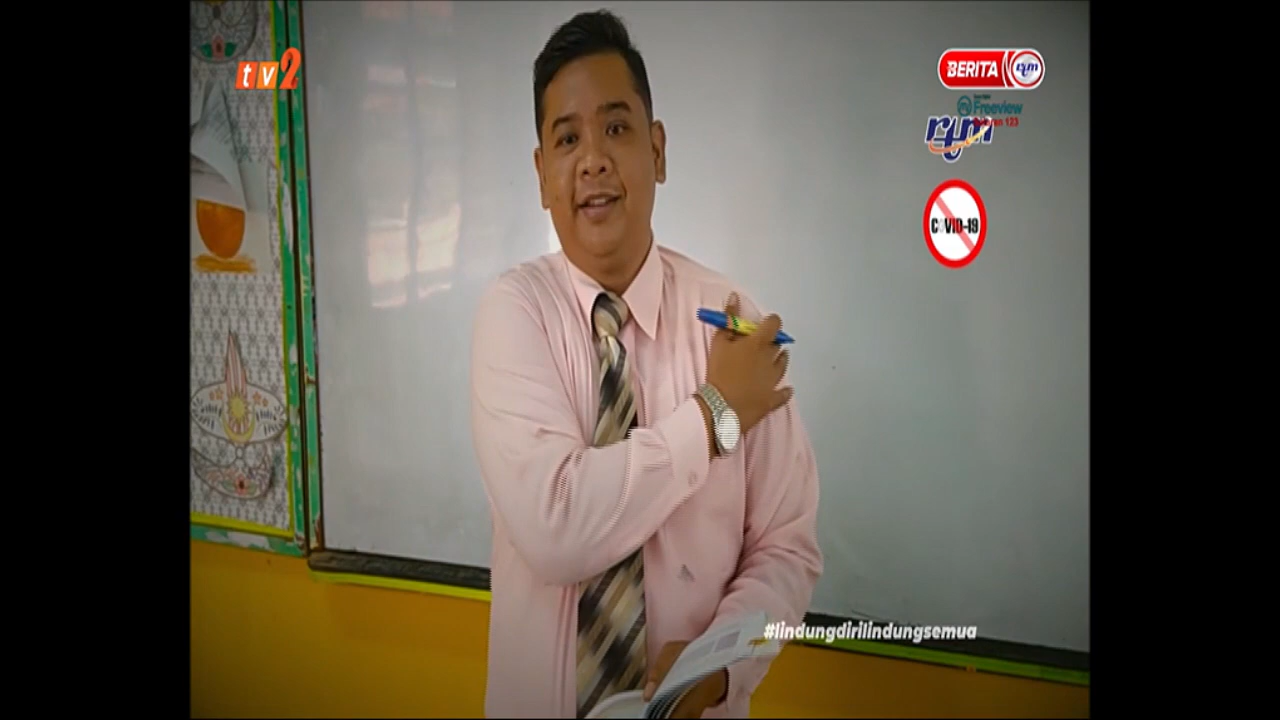 tv2
BERITA rtm
Freeview
rtm
COVID-19
#lindungdirilindungsemua